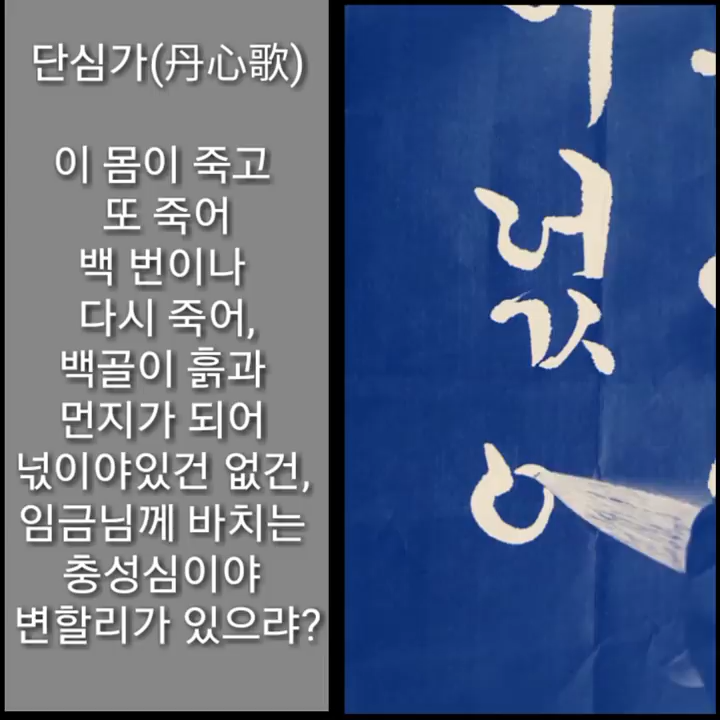 단심가(丹心歌)
이 몸이 죽고
또 죽어
백 번이나
다시 죽어,
백골이 흙과
먼지가 되어
넋이야있건 없건,
임금님께 바치는
충성심이야
변할리가 있으랴?
넋